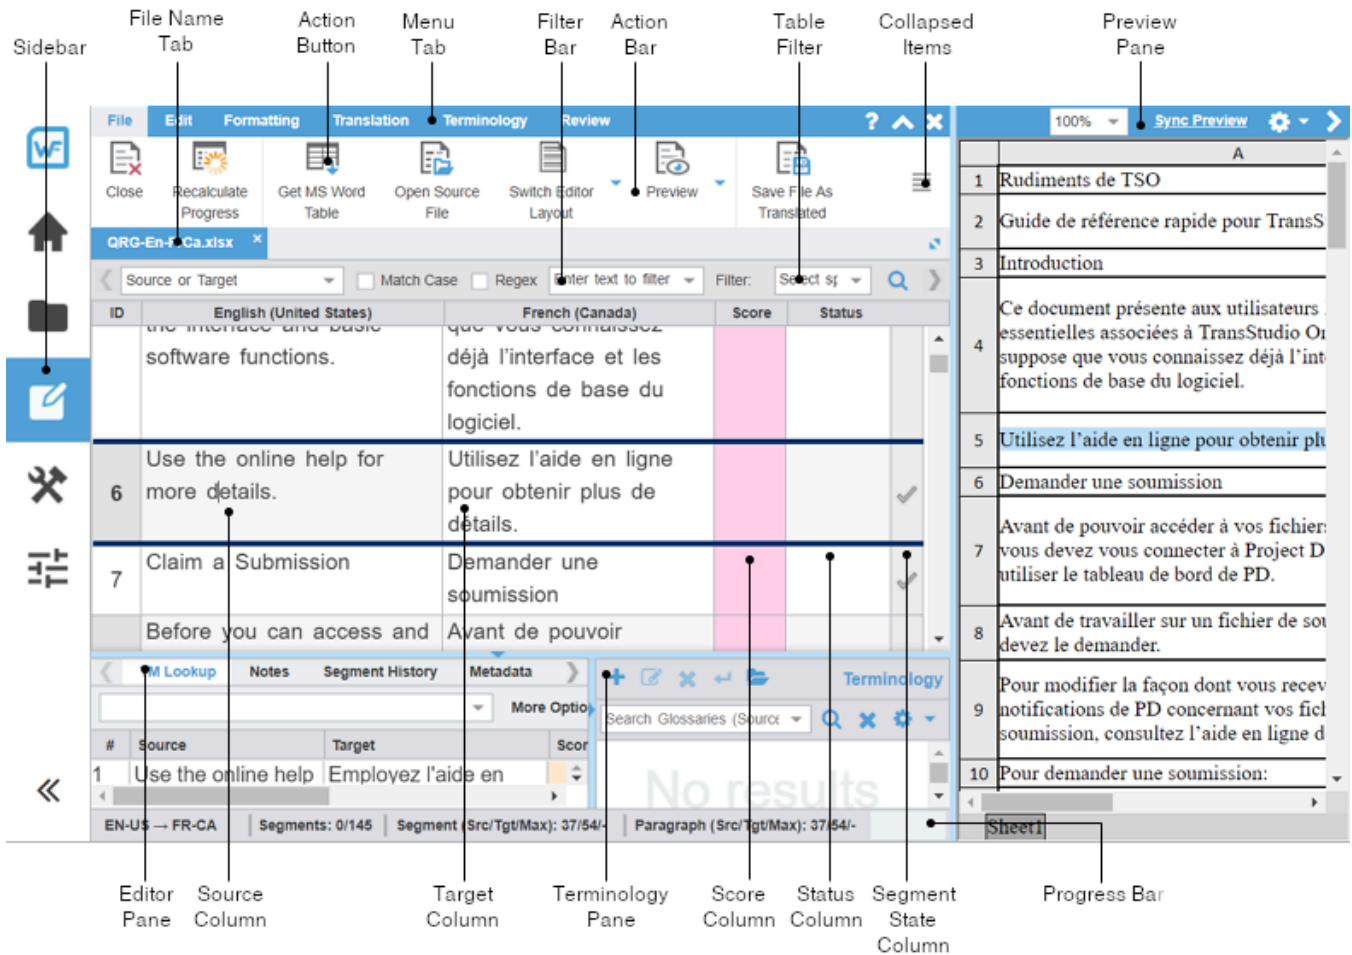 File Name Tab
Action Button
Menu Tab
Filter Bar
Action Bar
Table Filter
Collapsed Items
Preview Pane
Sidebar
File Edit Formatting Translation Terminology Review ?
100% Sync Preview
WF
Close
Recalculate Progress
Get MS Word Table
Open Source File
Switch Editor Layout
Preview
Save File As Translated
QRG-En-FrCa.xlsx ×
Source or Target Match Case Regex Enter text to filter Filter: Select sp
ID English (United States) French (Canada) Score Status
the interface and basic
software functions.
que vous connaissez
déjà l'interface et les
fonctions de base du
logiciel.
6
Use the online help for
more details.
Utilisez l'aide en ligne
pour obtenir plus de
détails.
7
Claim a Submission
Demander une
soumission
Before you can access and
Avant de pouvoir
TM Lookup Notes Segment History Metadata
More Optio
# Source Target Scor
1 Use the online help Employez l'aide en
Terminology
Search Glossaries (Source
No results
EN-US → FR-CA Segments: 0/145 Segment (Src/Tgt/Max): 37/54/- Paragraph (Src/Tgt/Max): 37/54/-
A
1 Rudiments de TSO
2 Guide de référence rapide pour TransS
3 Introduction
4
Ce document présente aux utilisateurs
essentielles associées à TransStudio On
suppose que vous connaissez déjà l'int
fonctions de base du logiciel.
5 Utilisez l'aide en ligne pour obtenir plu
6 Demander une soumission
7
Avant de pouvoir accéder à vos fichiers
vous devez vous connecter à Project D
utiliser le tableau de bord de PD.
8
Avant de travailler sur un fichier de sou
devez le demander.
9
Pour modifier la façon dont vous recev
notifications de PD concernant vos fich
soumission, consultez l'aide en ligne d
10 Pour demander une soumission:
Sheet1
Editor Pane
Source Column
Target Column
Terminology Pane
Score Column
Status Column
Segment State Column
Progress Bar